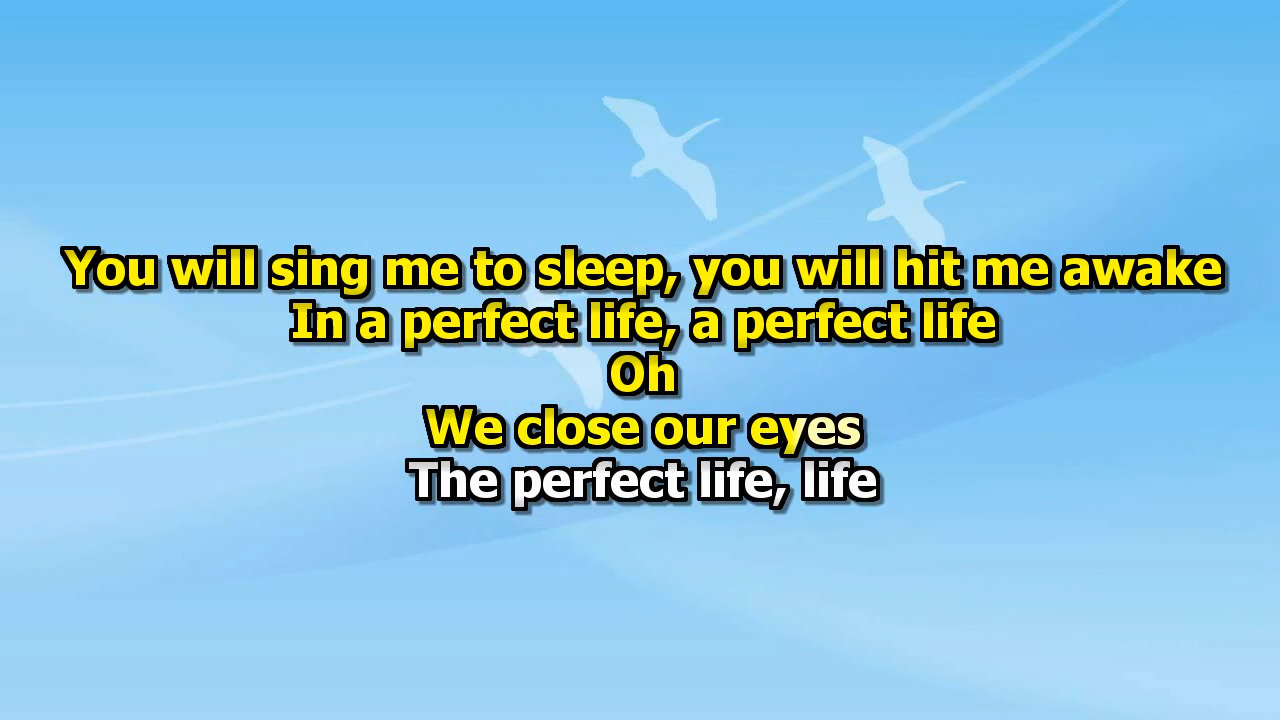 You will sing me to sleep, you will hit me awake
In a perfect life, a perfect life
Oh
We close our eyes
The perfect life, life